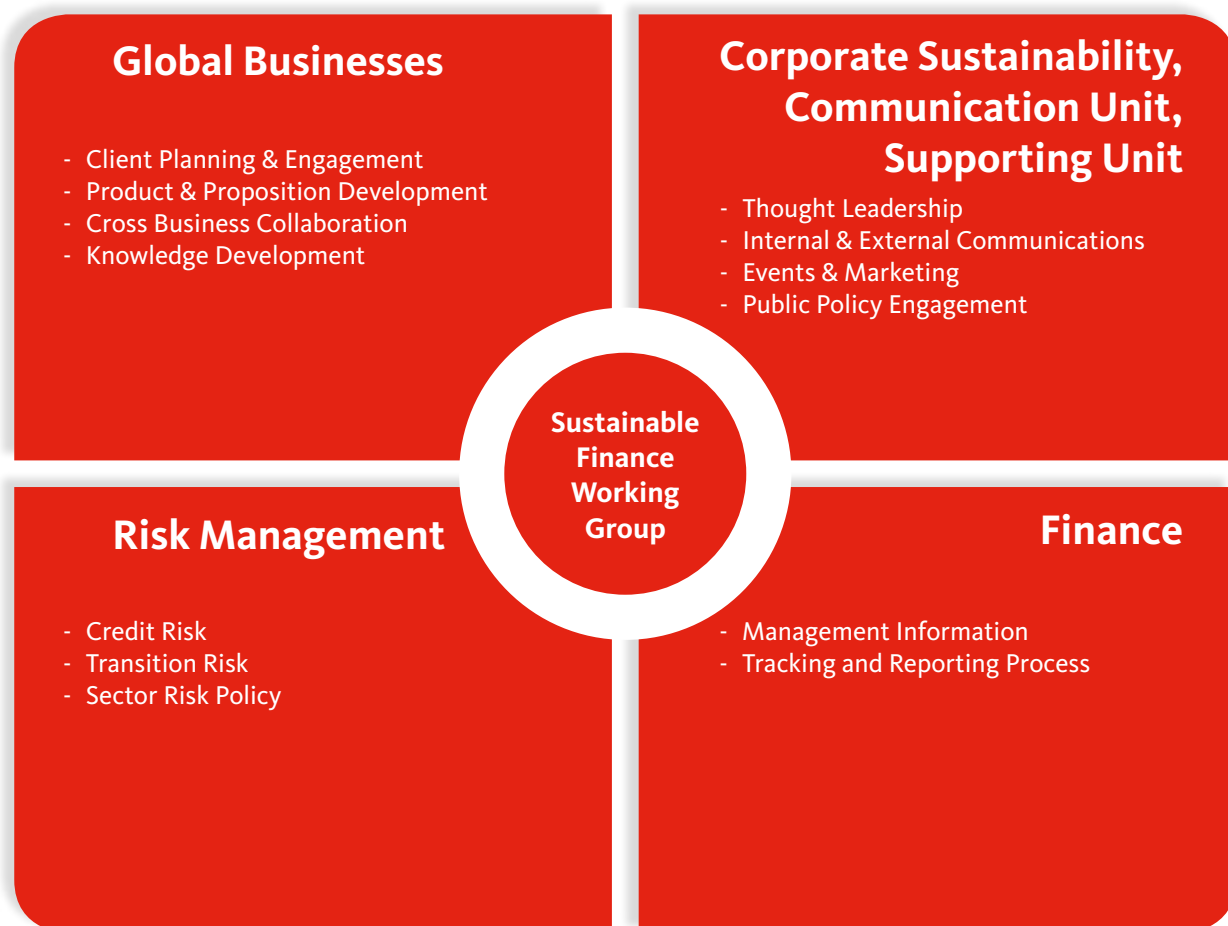 Global Businesses
- Client Planning & Engagement
- Product & Proposition Development
- Cross Business Collaboration
- Knowledge Development
Corporate Sustainability,
Communication Unit,
Supporting Unit
- Thought Leadership
- Internal & External Communications
- Events & Marketing
- Public Policy Engagement
Sustainable
Finance
Working
Group
Risk Management
- Credit Risk
- Transition Risk
- Sector Risk Policy
Finance
- Management Information
- Tracking and Reporting Process